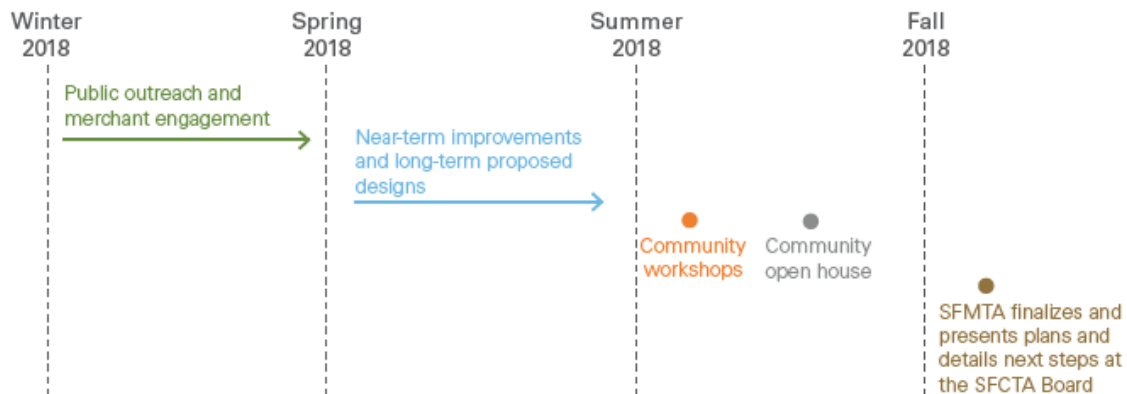 Winter
2018
Spring
2018
Summer
2018
Fall
2018
Public outreach and
merchant engagement
Near-term improvements
and long-term proposed
designs
Community
workshops
Community
open house
SFMTA finalizes and
presents plans and
details next steps at
the SFCTA Board